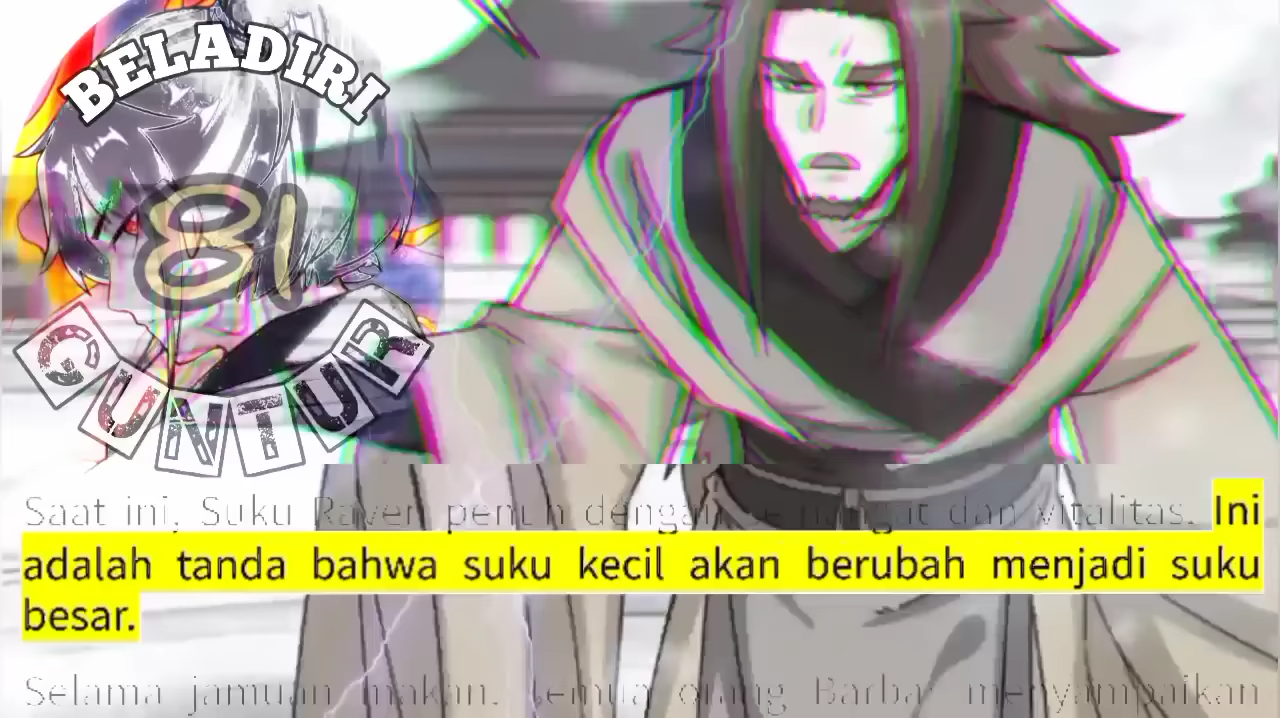 BELADIRI
81
GUNTUR
Saat ini, Suku Raven penuh dengan semangat dan vitalitas. Ini
adalah tanda bahwa suku kecil akan berubah menjadi suku
besar.
Selama jamuan makan, semua orang Barbar menyampaikan